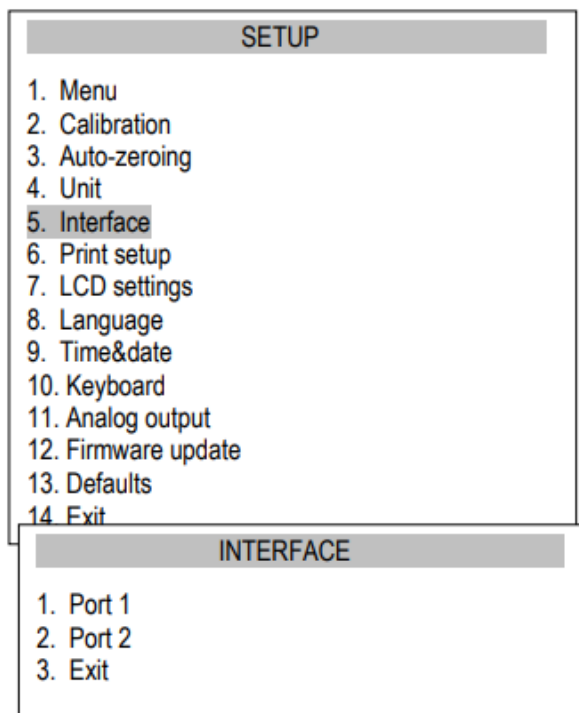 SETUP
1. Menu
2. Calibration
3. Auto-zeroing
4. Unit
5. Interface
6. Print setup
7. LCD settings
8. Language
9. Time&date
10. Keyboard
11. Analog output
12. Firmware update
13. Defaults
14. Exit
INTERFACE
1. Port 1
2. Port 2
3. Exit